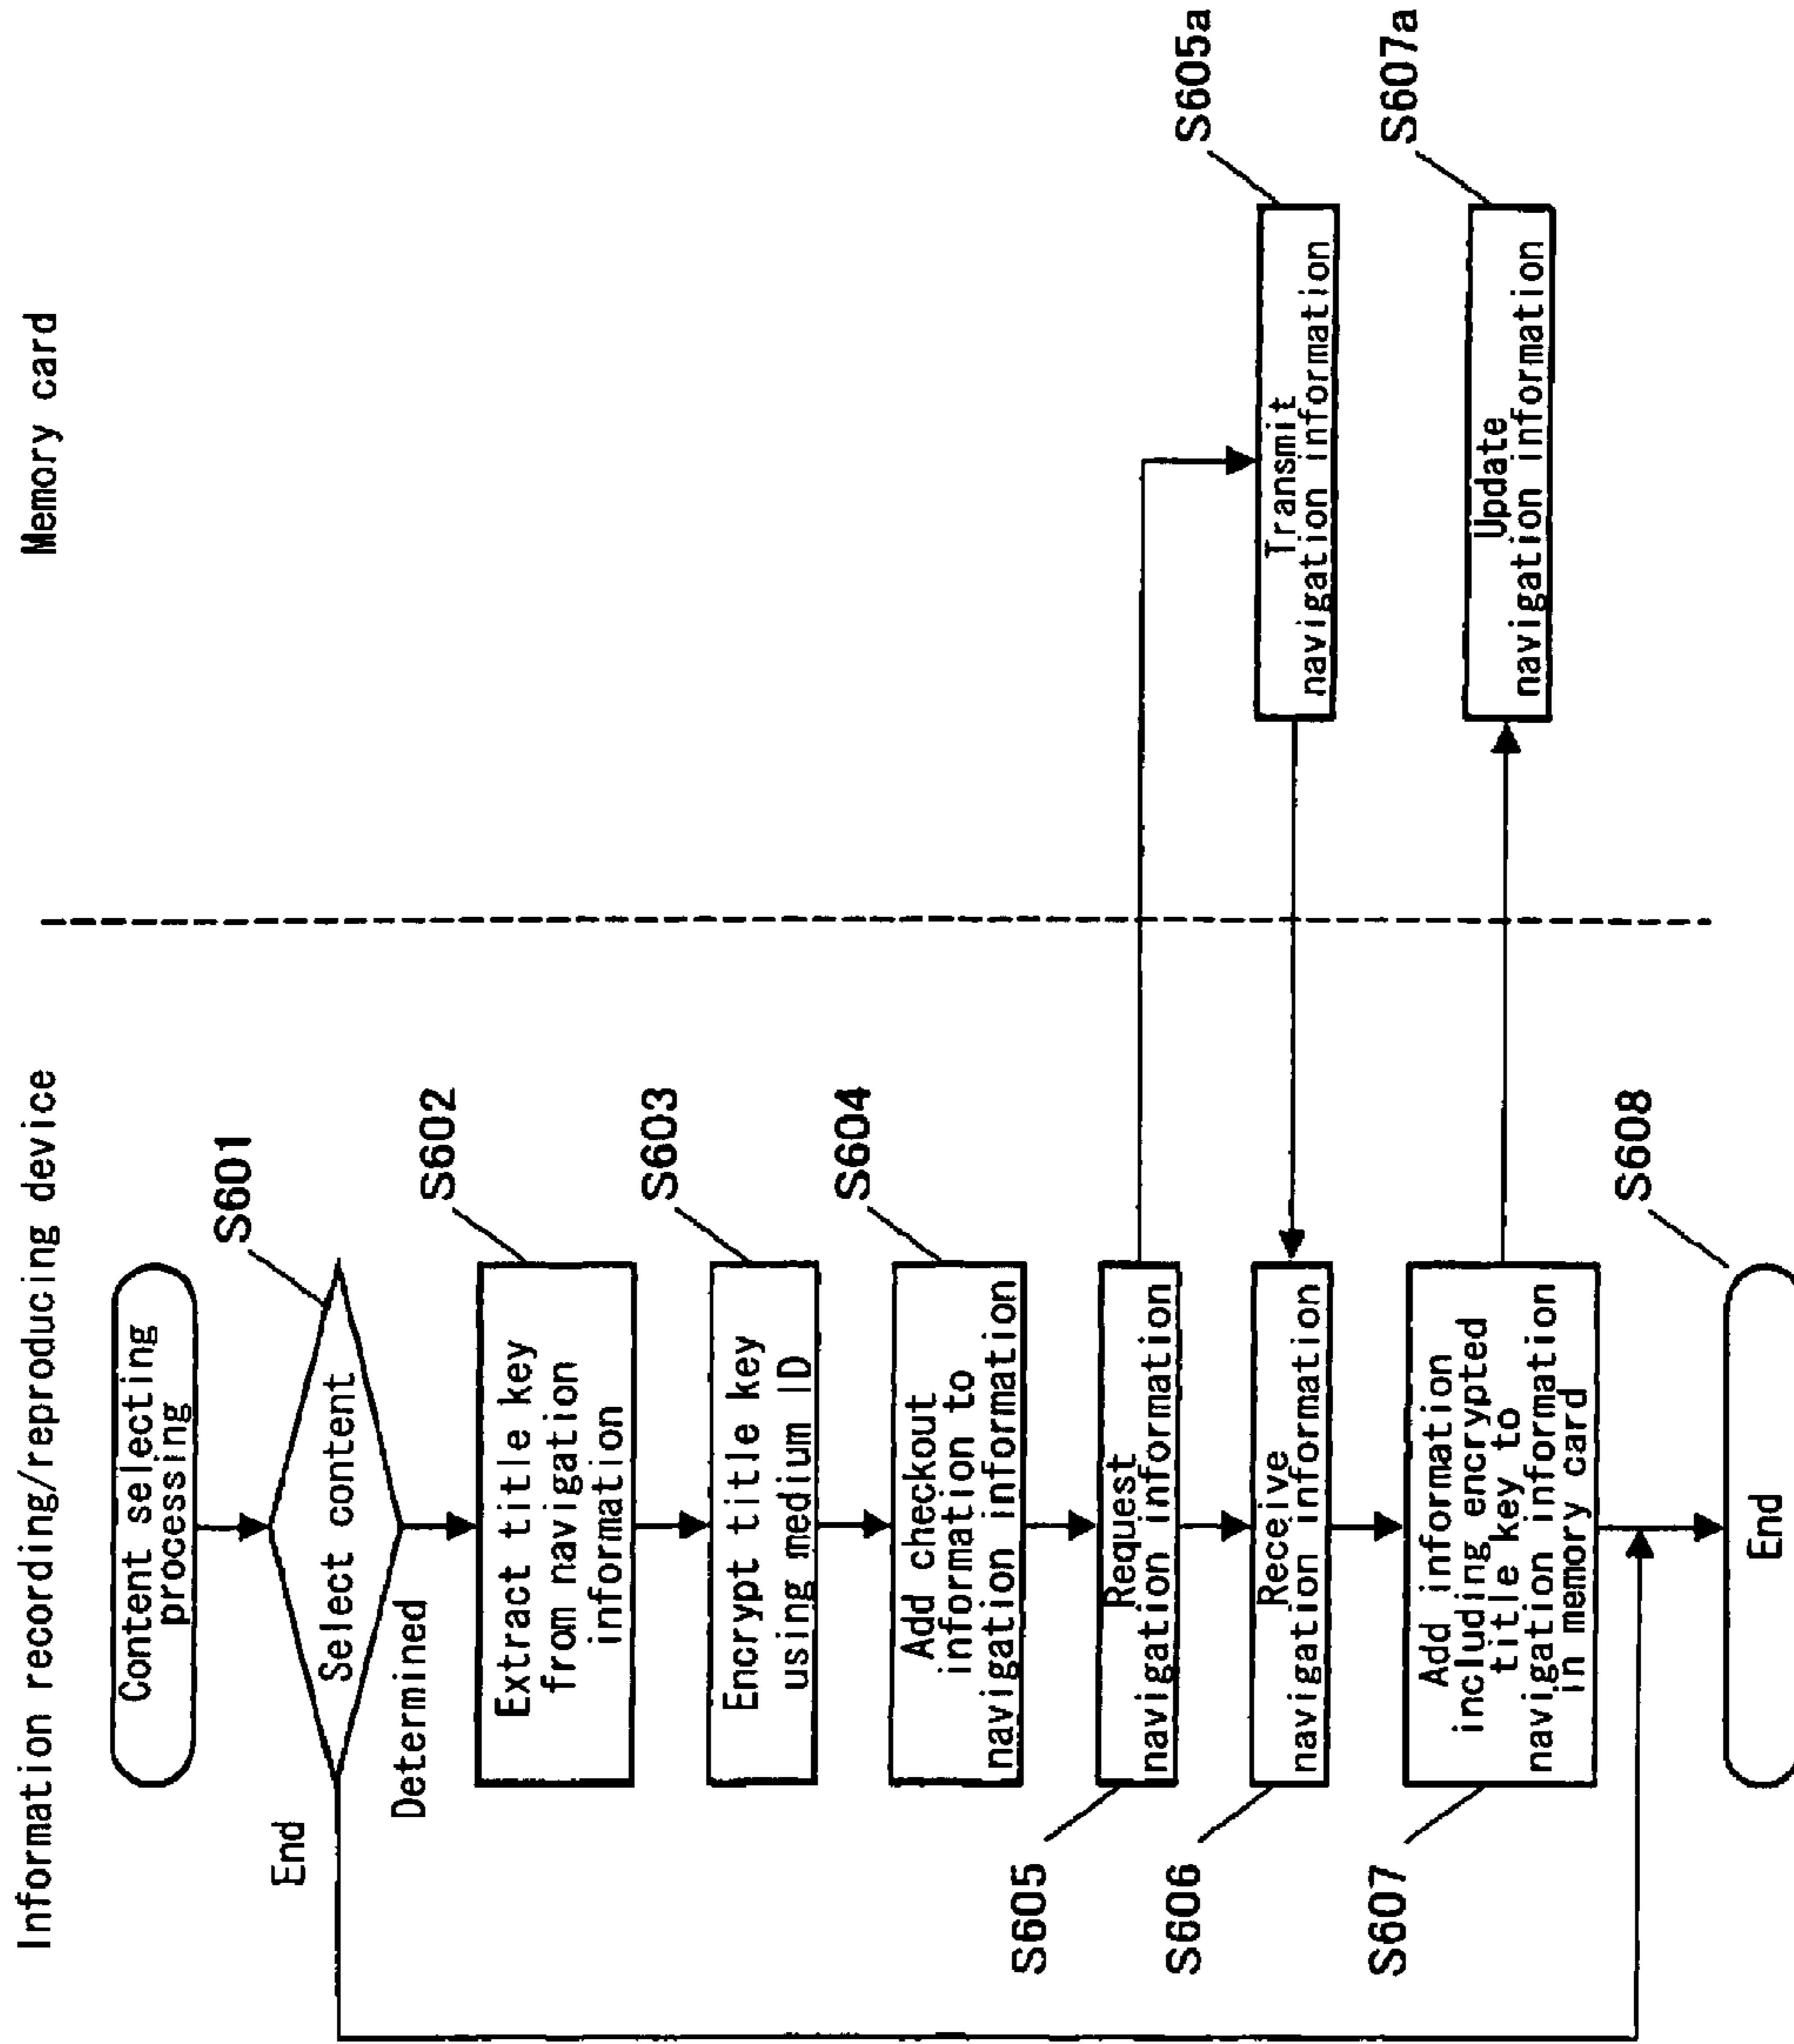 Information recording/reproducing device
Memory card
Content selecting
processing
S601
Select content
End
Determined
S602
Extract title key
from navigation
information
S603
Encrypt title key
using medium ID
S604
Add checkout
information to
navigation information
S605
Request
navigation information
S605a
Transmit
navigation information
S606
Receive
navigation information
S607
Add information
including encrypted
title key to
navigation information
in memory card
S607a
Update
navigation information
S608
End